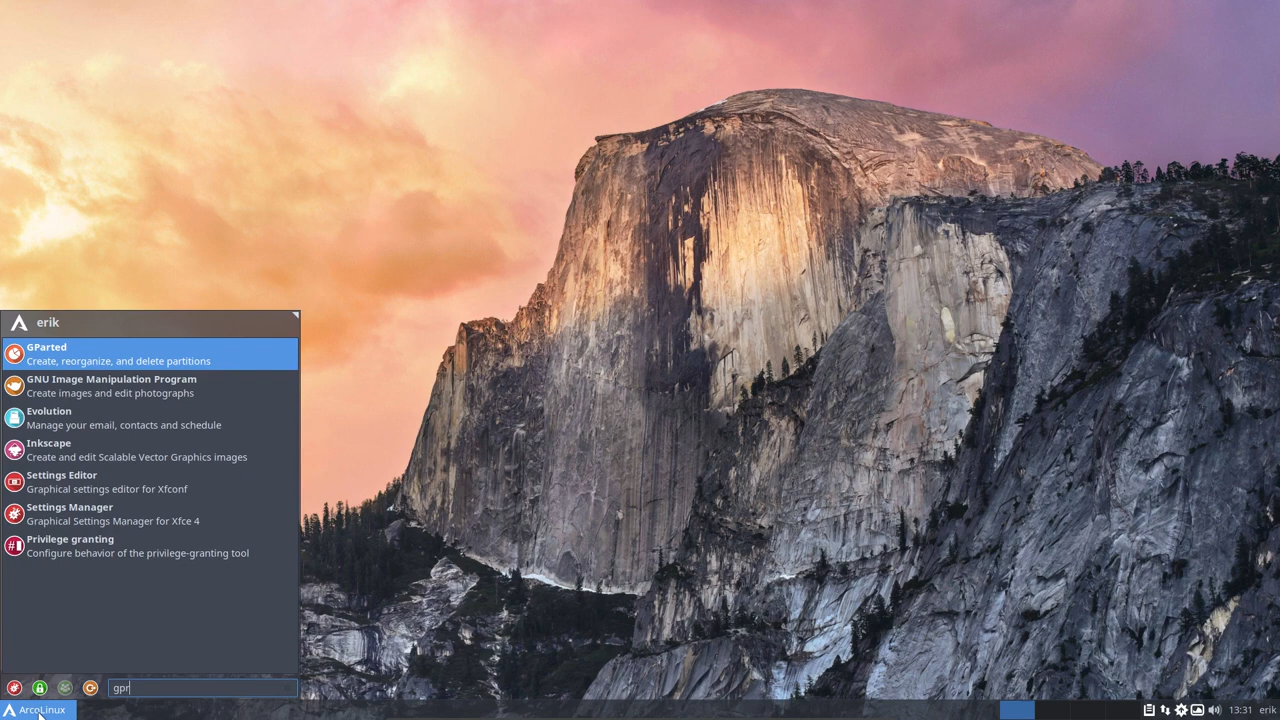 erik
GParted
Create, reorganize, and delete partitions
GNU Image Manipulation Program
Create images and edit photographs
Evolution
Manage your email, contacts and schedule
Inkscape
Create and edit Scalable Vector Graphics images
Settings Editor
Graphical settings editor for Xfconf
Settings Manager
Graphical Settings Manager for Xfce 4
Privilege granting
Configure behavior of the privilege-granting tool
gpr
ArcoLinux
13:31
erik